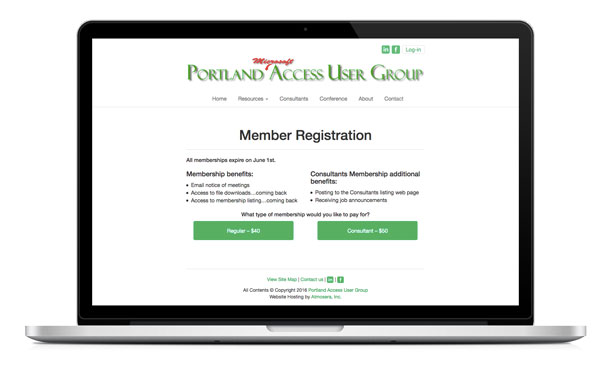 Log-in
Microsoft
PORTLAND ACCESS USER GROUP
Home Resources Consultants Conference About Contact
Member Registration
All memberships expire on June 1st.
Membership benefits:
• Email notice of meetings
• Access to file downloads...coming back
• Access to membership listing...coming back
Consultants Membership additional
benefits:
• Posting to the Consultants listing web page
• Receiving job announcements
What type of membership would you like to pay for?
Regular – $40
Consultant – $50
View Site Map | Contact us | in | f
All Contents © Copyright 2016 Portland Access User Group
Website Hosting by Atmosera, Inc.